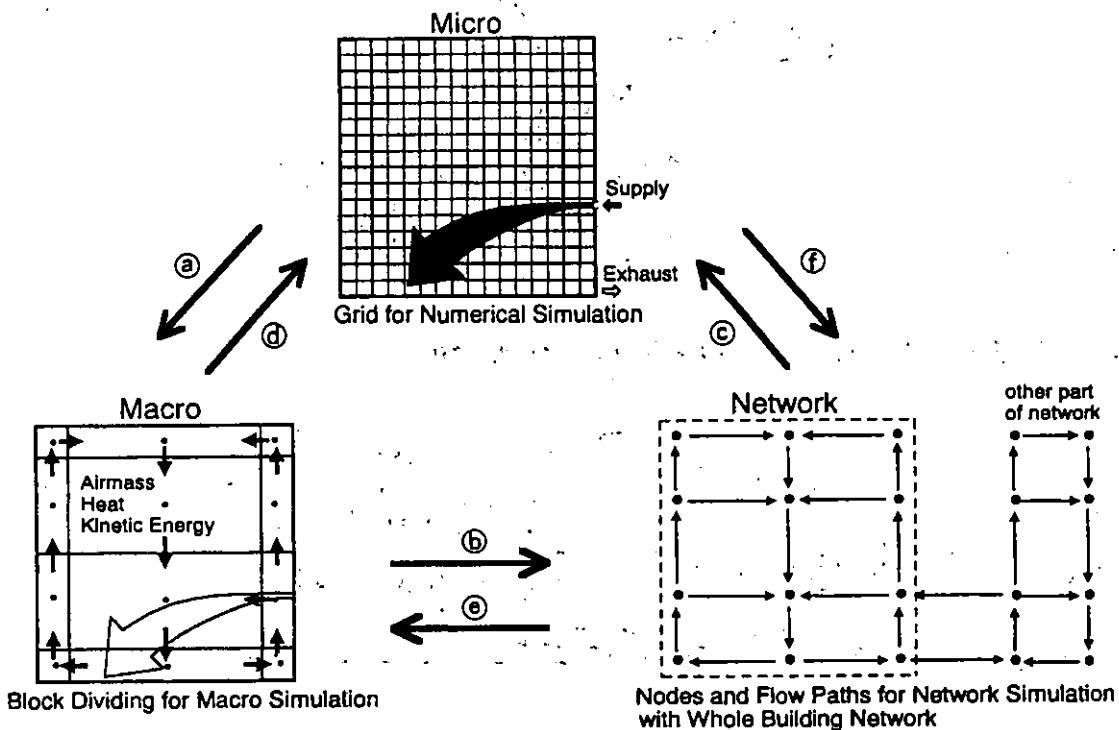 Micro
Supply
Exhaust
Grid for Numerical Simulation
ⓐ
ⓓ
ⓕ
ⓒ
Macro
Airmass
Heat
Kinetic Energy
Block Dividing for Macro Simulation
ⓑ
ⓔ
Network
other part
of network
Nodes and Flow Paths for Network Simulation
with Whole Building Network